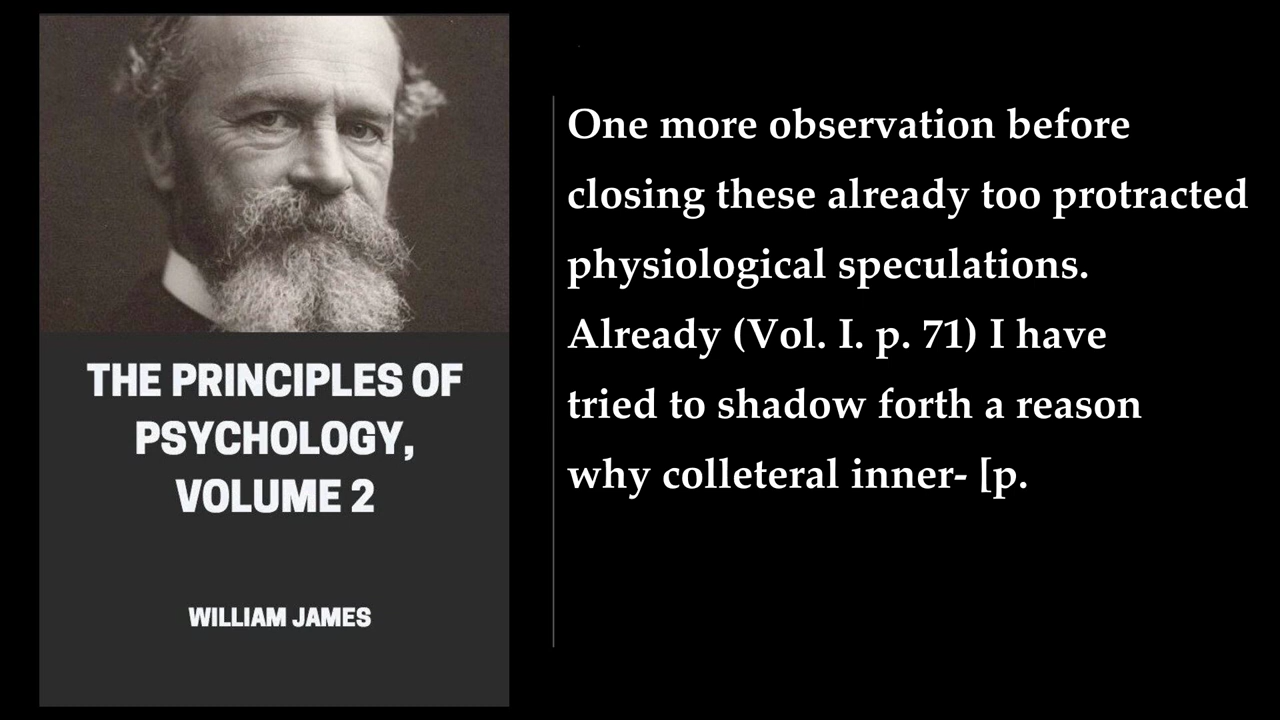 THE PRINCIPLES OF
PSYCHOLOGY,
VOLUME 2
WILLIAM JAMES
One more observation before
closing these already too protracted
physiological speculations.
Already (Vol. I. p. 71) I have
tried to shadow forth a reason
why colleteral inner- [p.